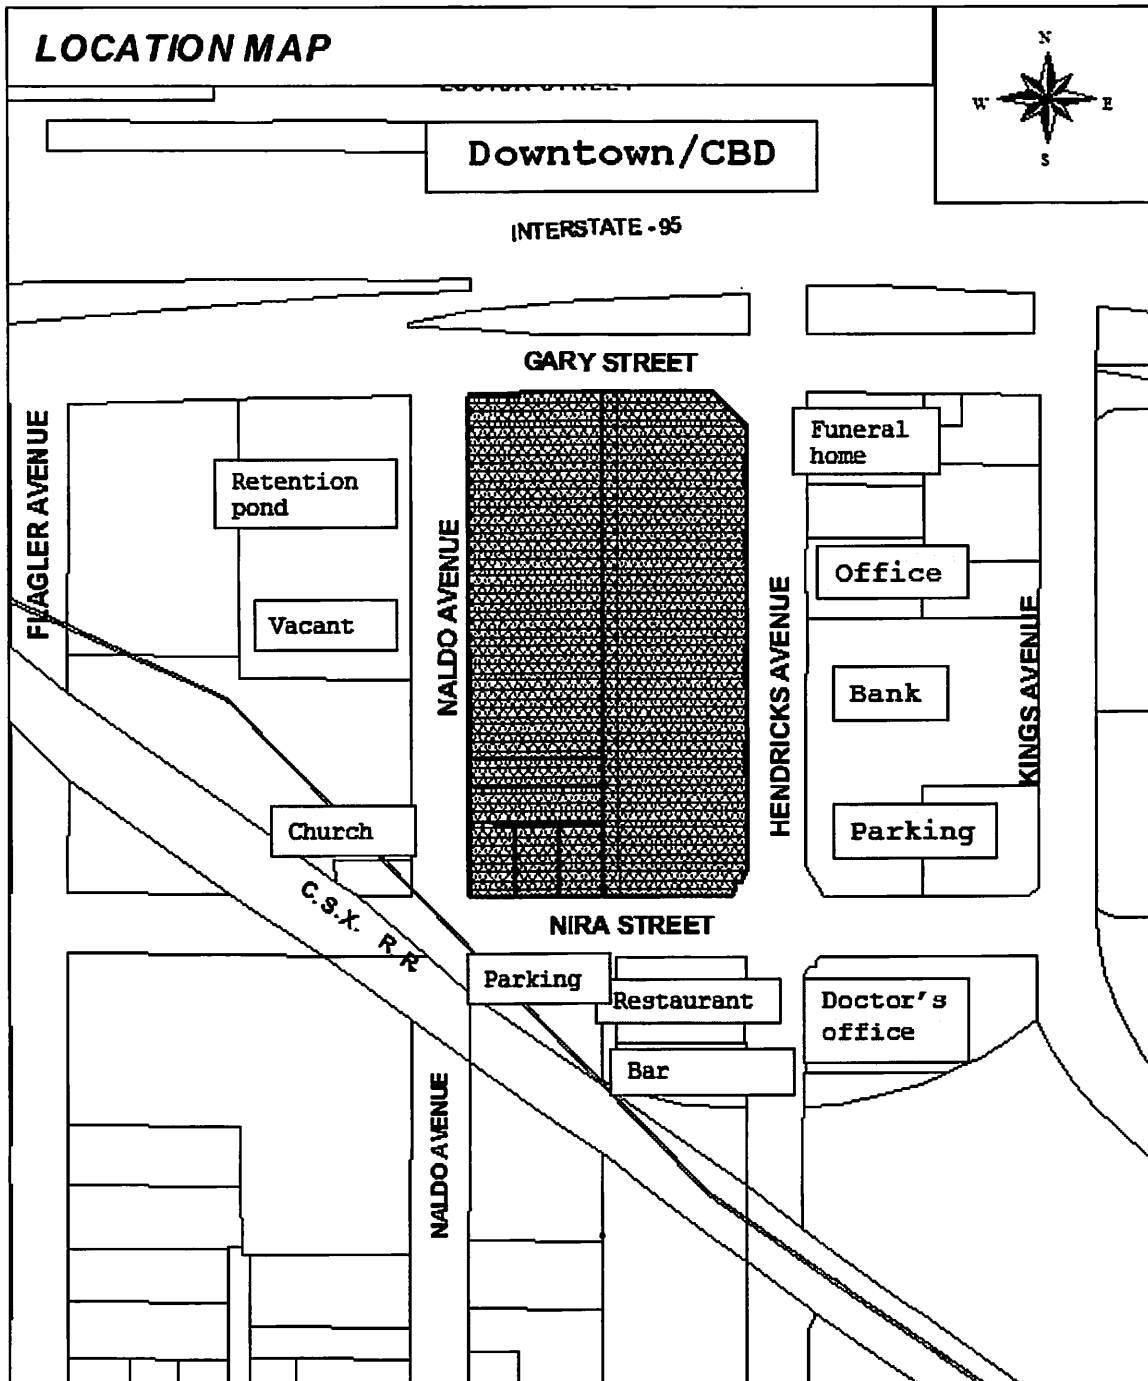 LOCATION MAP
N
W
E
S
Downtown/CBD
INTERSTATE - 95
GARY STREET
FLAGLER AVENUE
Retention
pond
Vacant
NALDO AVENUE
HENDRICKS AVENUE
Funeral
home
Office
Bank
KINGS AVENUE
Parking
Church
C.S.X. R.R
NIRA STREET
Parking
Restaurant
Doctor's
office
Bar
NALDO AVENUE